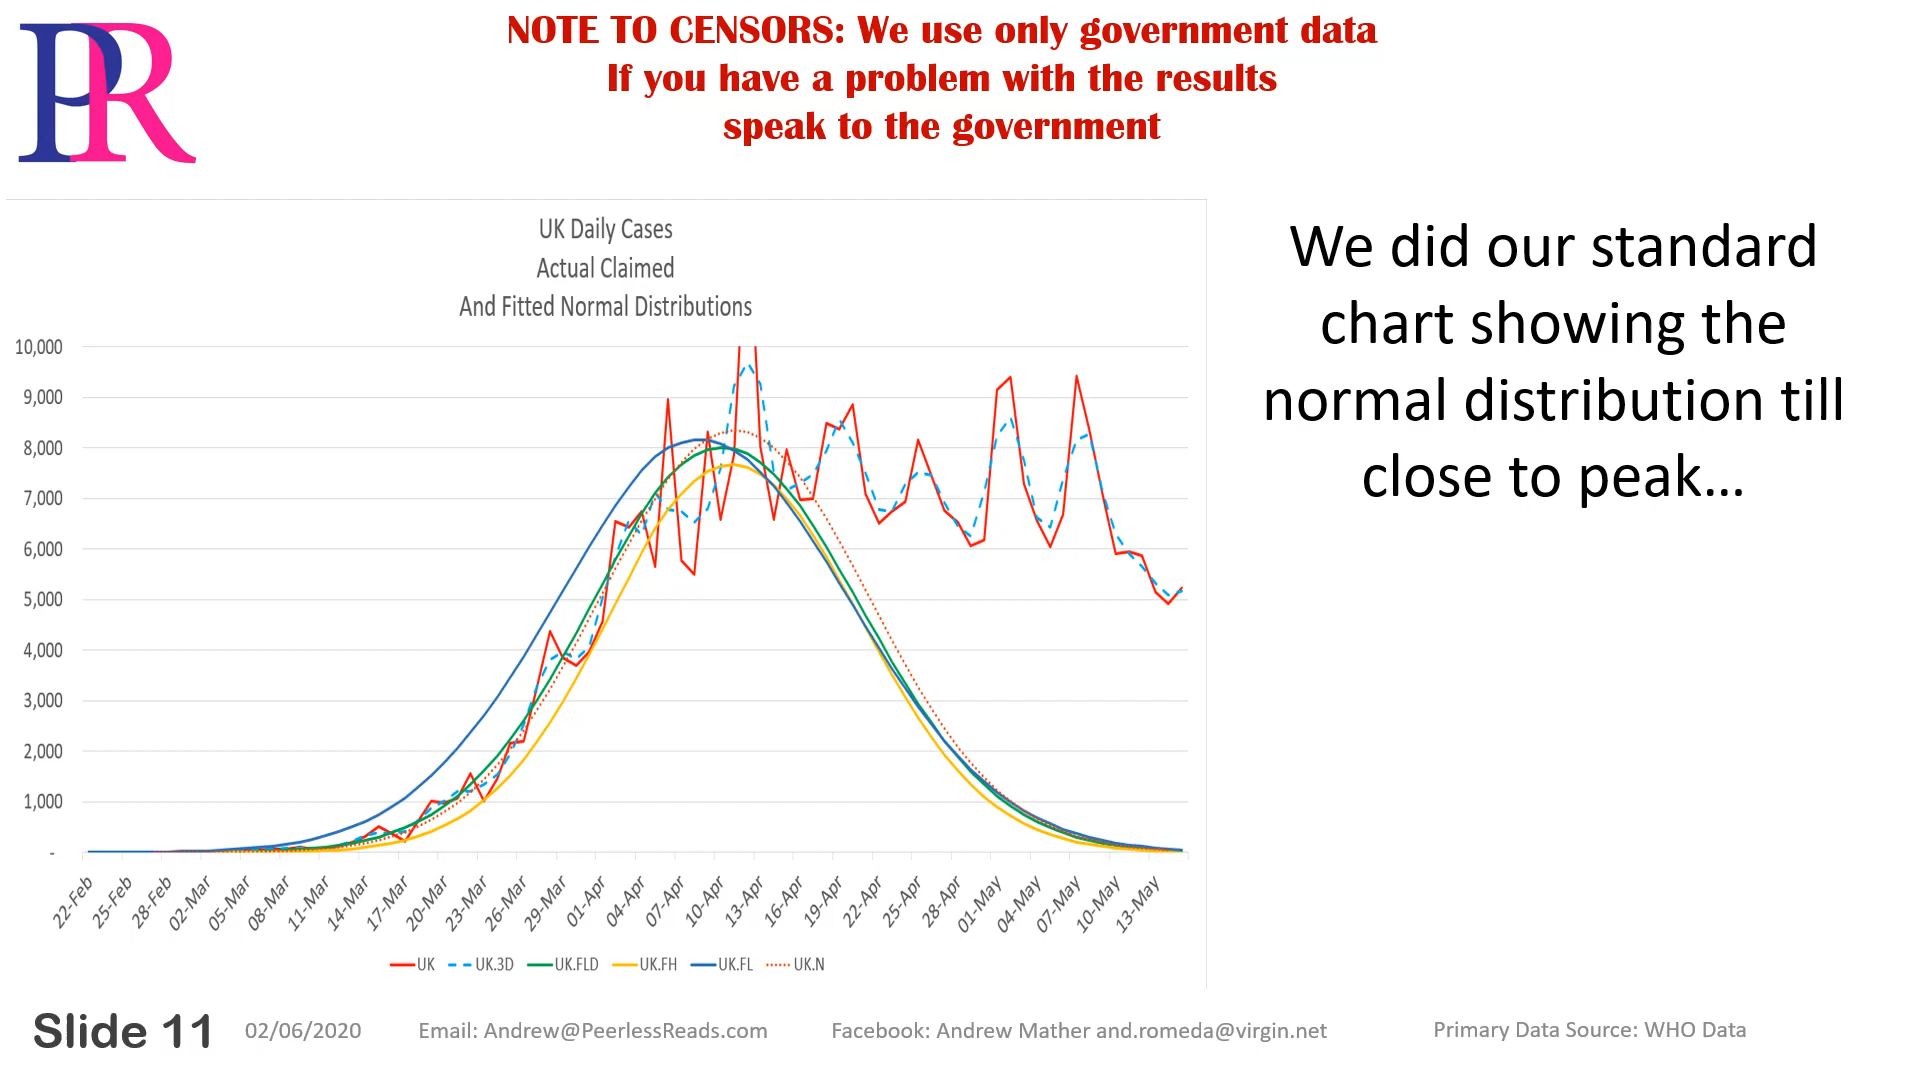 PR
NOTE TO CENSORS: We use only government data
If you have a problem with the results
speak to the government
UK Daily Cases
Actual Claimed
And Fitted Normal Distributions
10,000
9,000
8,000
7,000
6,000
5,000
4,000
3,000
2,000
1,000
-
22-Feb
25-Feb
28-Feb
02-Mar
05-Mar
08-Mar
11-Mar
14-Mar
17-Mar
20-Mar
23-Mar
26-Mar
29-Mar
01-Apr
04-Apr
07-Apr
10-Apr
13-Apr
16-Apr
19-Apr
22-Apr
25-Apr
28-Apr
01-May
04-May
07-May
10-May
13-May
UK UK.3D UK.FLD UK.FH UK.FL UK.N
We did our standard
chart showing the
normal distribution till
close to peak...
Slide 11 02/06/2020 Email: Andrew@PeerlessReads.com Facebook: Andrew Mather and.romeda@virgin.net Primary Data Source: WHO Data